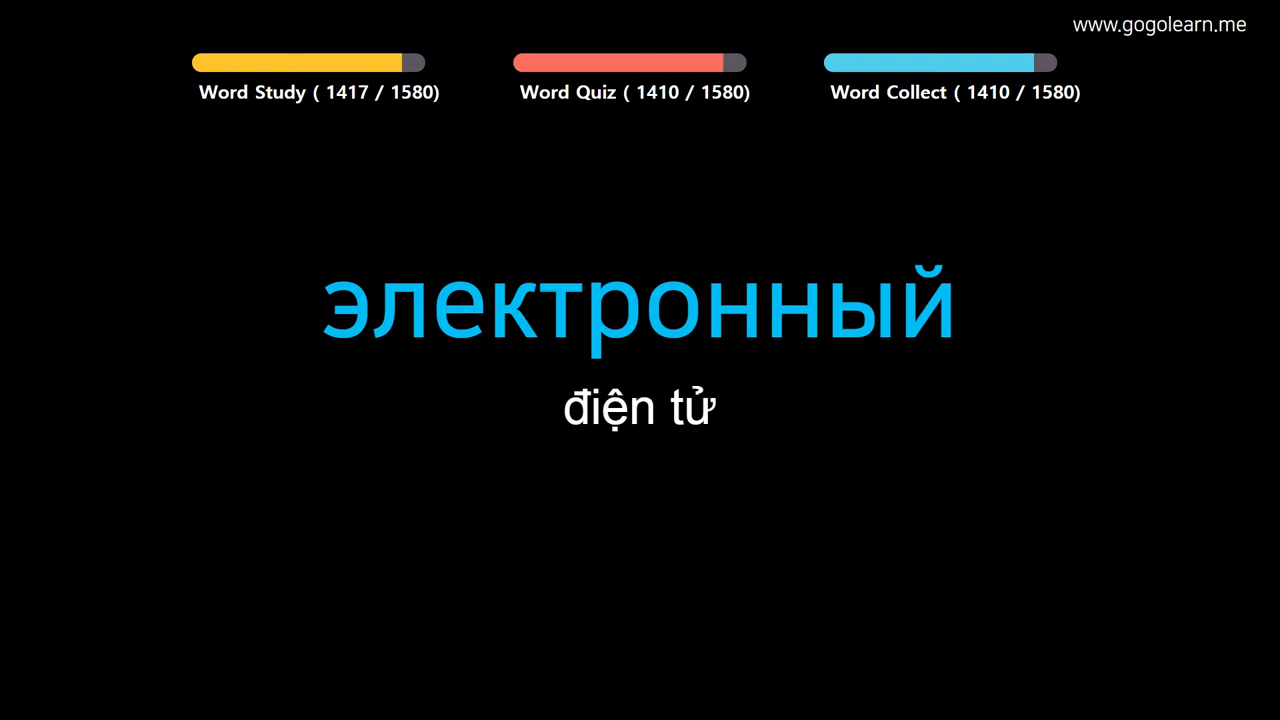 www.gogolearn.me
Word Study ( 1417 / 1580)
Word Quiz ( 1410 / 1580)
Word Collect ( 1410 / 1580)
электронный
điện tử